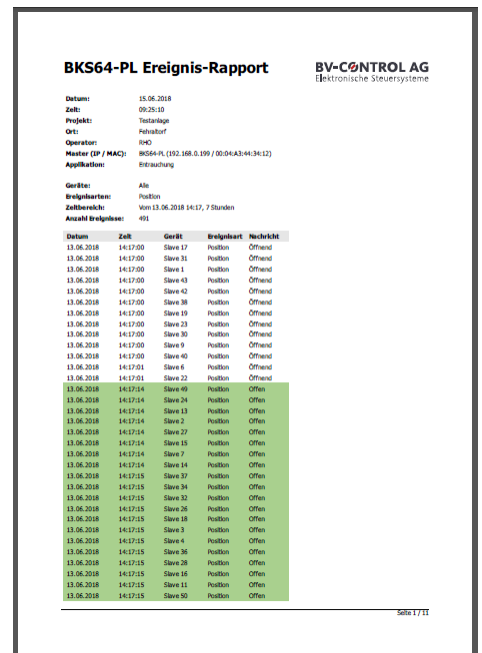 BKS64-PL Ereignis-Rapport
BV-CONTROL AG
Elektronische Steuersysteme
Datum: 15.06.2018
Zeit: 09:25:10
Projekt: Testanlage
Ort: Fehraltorf
Operator: RHO
Master (IP / MAC): BKS64-PL (192.168.0.199 / 00:04:A3:44:34:12)
Applikation: Entrauchung
Geräte: Alle
Ereignisarten: Position
Zeitbereich: Vom 13.06.2018 14:17, 7 Stunden
Anzahl Ereignisse: 491
Datum Zeit Gerät Ereignisart Nachricht
13.06.2018 14:17:00 Slave 17 Position Öffnend
13.06.2018 14:17:00 Slave 31 Position Öffnend
13.06.2018 14:17:00 Slave 1 Position Öffnend
13.06.2018 14:17:00 Slave 43 Position Öffnend
13.06.2018 14:17:00 Slave 42 Position Öffnend
13.06.2018 14:17:00 Slave 38 Position Öffnend
13.06.2018 14:17:00 Slave 19 Position Öffnend
13.06.2018 14:17:00 Slave 23 Position Öffnend
13.06.2018 14:17:00 Slave 30 Position Öffnend
13.06.2018 14:17:00 Slave 9 Position Öffnend
13.06.2018 14:17:00 Slave 40 Position Öffnend
13.06.2018 14:17:01 Slave 6 Position Öffnend
13.06.2018 14:17:01 Slave 22 Position Öffnend
13.06.2018 14:17:14 Slave 49 Position Offen
13.06.2018 14:17:14 Slave 24 Position Offen
13.06.2018 14:17:14 Slave 13 Position Offen
13.06.2018 14:17:14 Slave 2 Position Offen
13.06.2018 14:17:14 Slave 27 Position Offen
13.06.2018 14:17:14 Slave 15 Position Offen
13.06.2018 14:17:14 Slave 7 Position Offen
13.06.2018 14:17:14 Slave 14 Position Offen
13.06.2018 14:17:15 Slave 37 Position Offen
13.06.2018 14:17:15 Slave 34 Position Offen
13.06.2018 14:17:15 Slave 32 Position Offen
13.06.2018 14:17:15 Slave 26 Position Offen
13.06.2018 14:17:15 Slave 18 Position Offen
13.06.2018 14:17:15 Slave 3 Position Offen
13.06.2018 14:17:15 Slave 4 Position Offen
13.06.2018 14:17:15 Slave 36 Position Offen
13.06.2018 14:17:15 Slave 28 Position Offen
13.06.2018 14:17:15 Slave 16 Position Offen
13.06.2018 14:17:15 Slave 11 Position Offen
13.06.2018 14:17:15 Slave 50 Position Offen
Seite 1 / 11